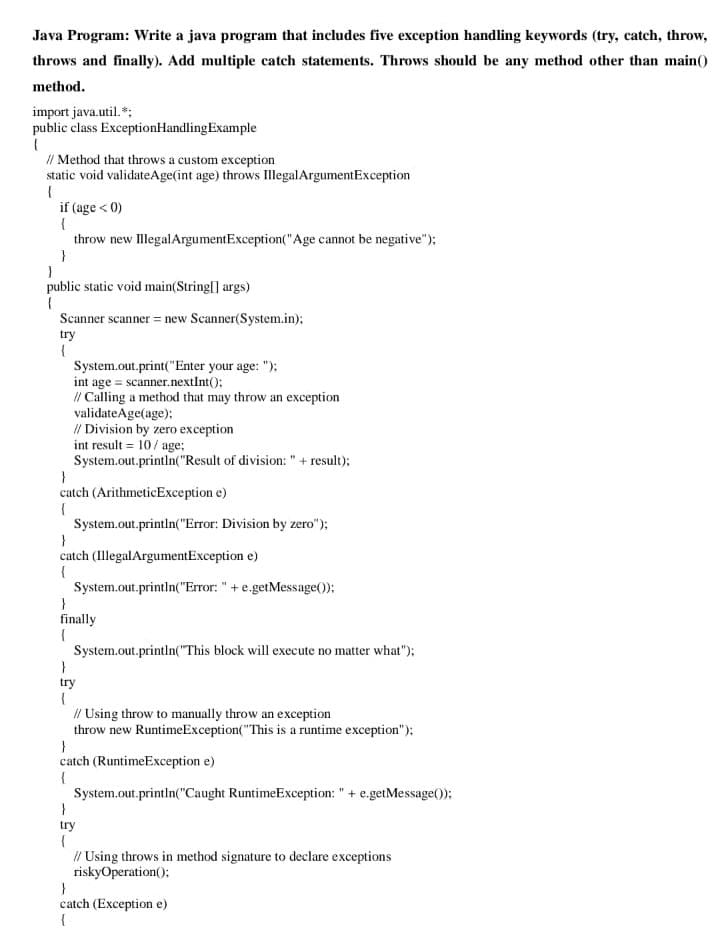 Java Program: Write a java program that includes five exception handling keywords (try, catch, throw,
throws and finally). Add multiple catch statements. Throws should be any method other than main()
method.
import java.util.*;
public class ExceptionHandlingExample
{
// Method that throws a custom exception
static void validateAge(int age) throws IllegalArgumentException
{
if (age < 0)
{
throw new IllegalArgumentException("Age cannot be negative");
}
}
public static void main(String[] args)
{
Scanner scanner = new Scanner(System.in);
try
{
System.out.print("Enter your age: ");
int age = scanner.nextInt();
// Calling a method that may throw an exception
validateAge(age);
// Division by zero exception
int result = 10 / age;
System.out.println("Result of division: " + result);
}
catch (ArithmeticException e)
{
System.out.println("Error: Division by zero");
}
catch (IllegalArgumentException e)
{
System.out.println("Error: " + e.getMessage());
}
finally
{
System.out.println("This block will execute no matter what");
}
try
{
// Using throw to manually throw an exception
throw new RuntimeException("This is a runtime exception");
}
catch (RuntimeException e)
{
System.out.println("Caught RuntimeException: " + e.getMessage());
}
try
{
// Using throws in method signature to declare exceptions
riskyOperation();
}
catch (Exception e)
{